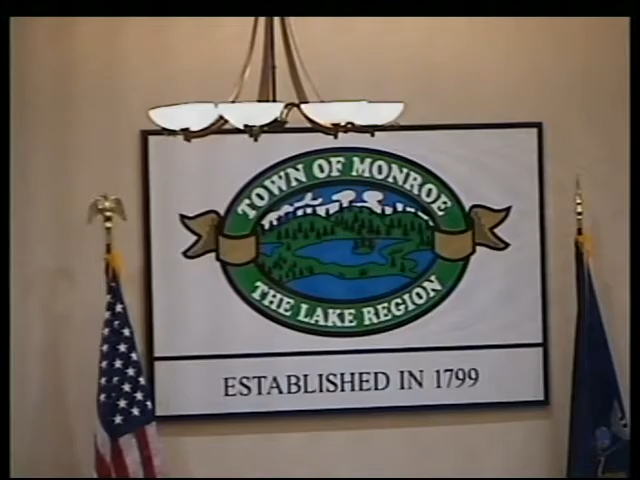 TOWN OF MONROE
THE LAKE REGION
ESTABLISHED IN 1799